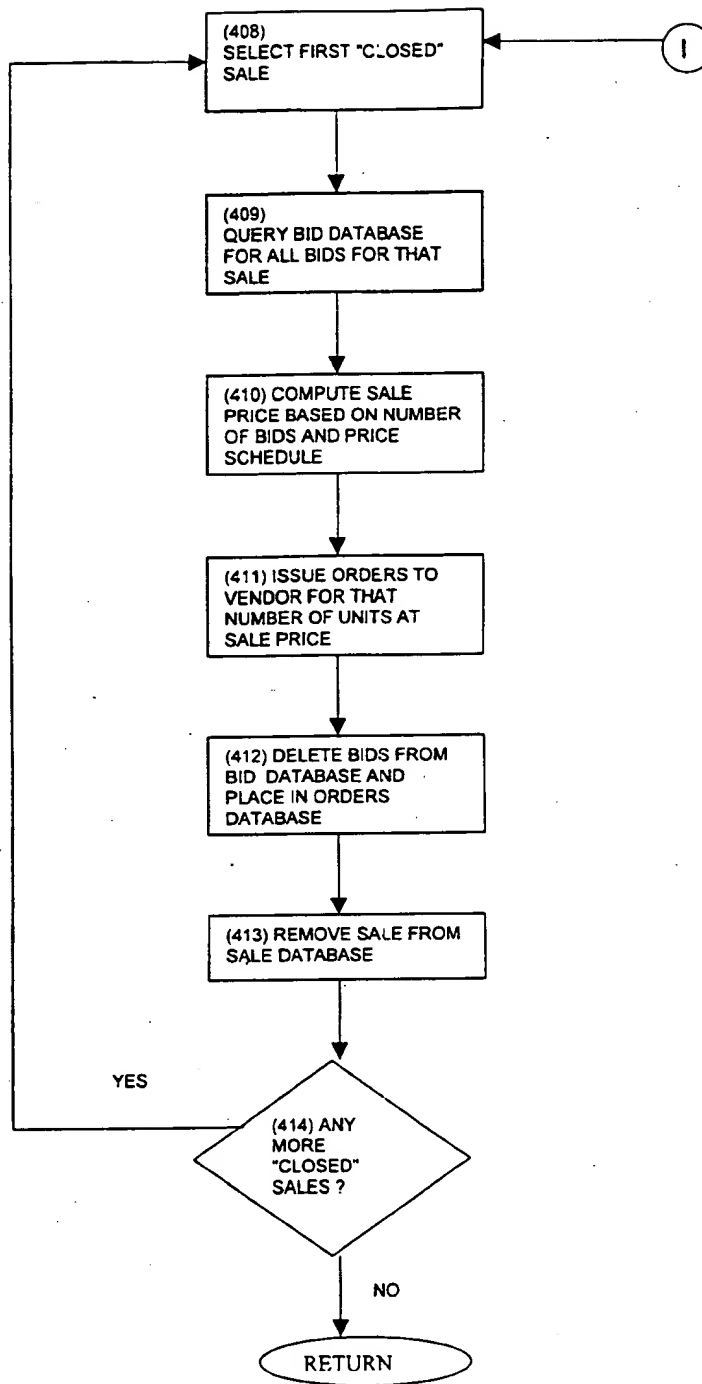 (408)
SELECT FIRST "CLOSED"
SALE
I
(409)
QUERY BID DATABASE
FOR ALL BIDS FOR THAT
SALE
(410) COMPUTE SALE
PRICE BASED ON NUMBER
OF BIDS AND PRICE
SCHEDULE
(411) ISSUE ORDERS TO
VENDOR FOR THAT
NUMBER OF UNITS AT
SALE PRICE
(412) DELETE BIDS FROM
BID DATABASE AND
PLACE IN ORDERS
DATABASE
(413) REMOVE SALE FROM
SALE DATABASE
YES
(414) ANY
MORE
"CLOSED"
SALES ?
NO
RETURN